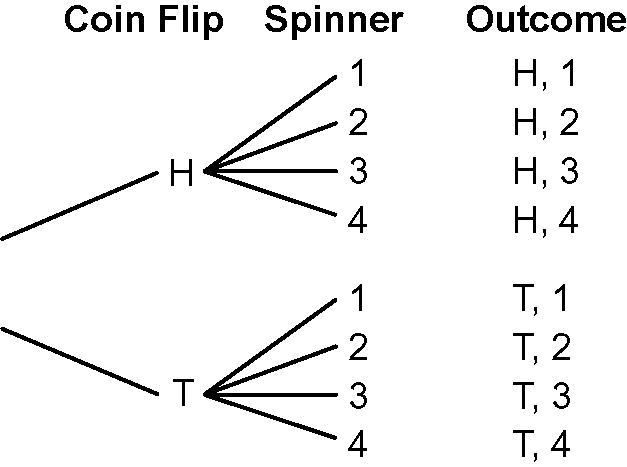 Coin Flip Spinner Outcome
1 H, 1
2 H, 2
H 3 H, 3
4 H, 4
1 T, 1
2 T, 2
T 3 T, 3
4 T, 4